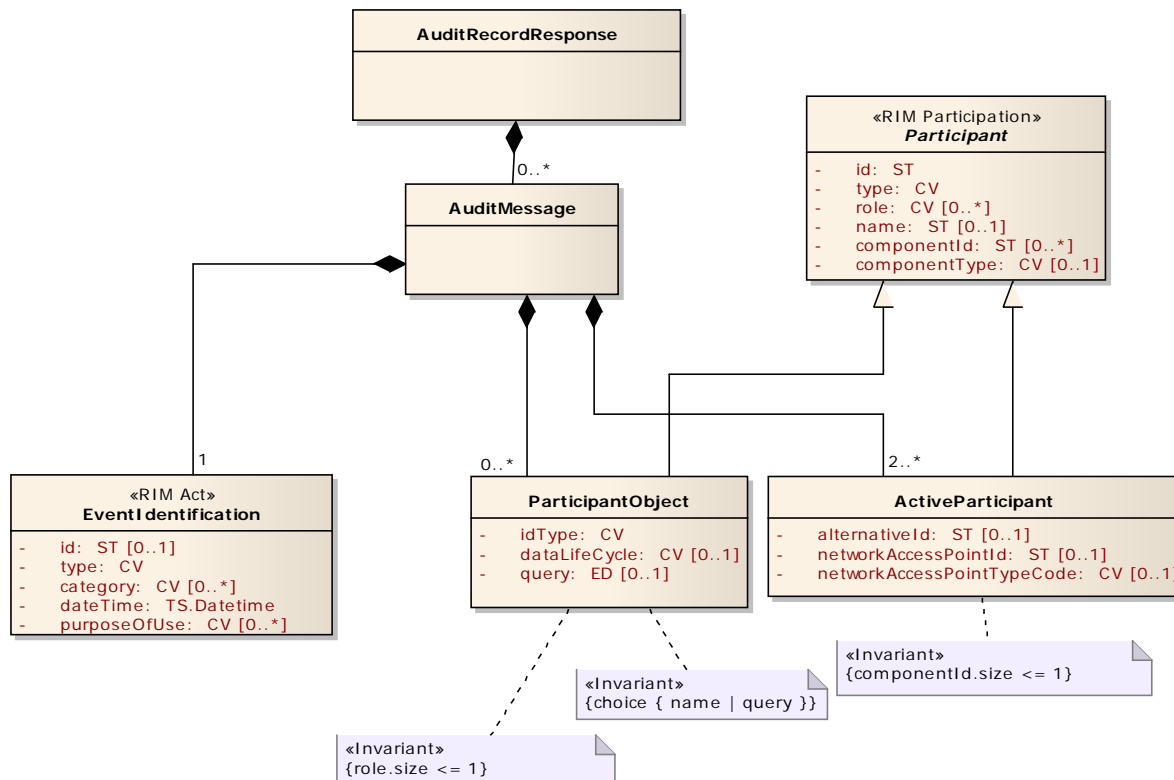 AuditRecordResponse
«RIM Participation»
Participant
- id: ST
- type: CV
- role: CV [0..*]
- name: ST [0..1]
- componentId: ST [0..*]
- componentType: CV [0..1]
0..*
AuditMessage
1
0..*
2..*
«RIM Act»
EventIdentification
- id: ST [0..1]
- type: CV
- category: CV [0..*]
- dateTime: TS.Datetime
- purposeOfUse: CV [0..*]
ParticipantObject
- idType: CV
- dataLifeCycle: CV [0..1]
- query: ED [0..1]
ActiveParticipant
- alternativeId: ST [0..1]
- networkAccessPointId: ST [0..1]
- networkAccessPointTypeCode: CV [0..1]
«Invariant»
{componentId.size <= 1}
«Invariant»
{choice { name | query }}
«Invariant»
{role.size <= 1}